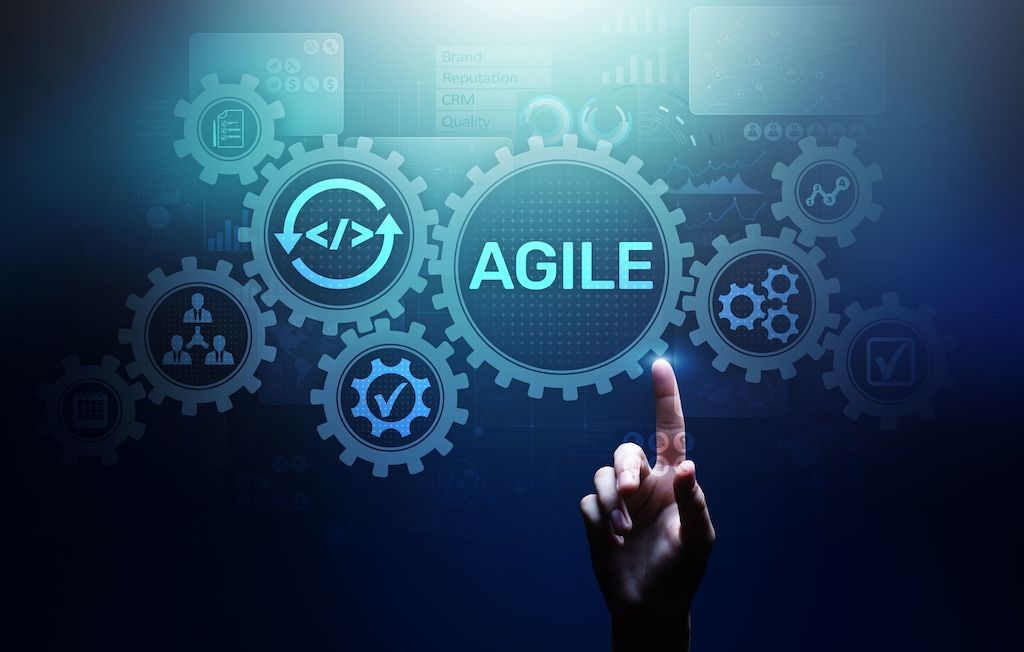 Brand
Reputation
CRM
Quality
</>
AGILE